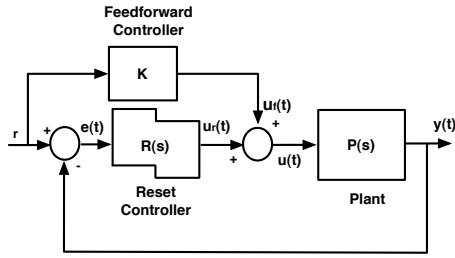 Feedforward
Controller
K
uf(t)
r
+
e(t)
-
R(s)
ur(t)
+
+
u(t)
P(s)
y(t)
Reset
Controller
Plant